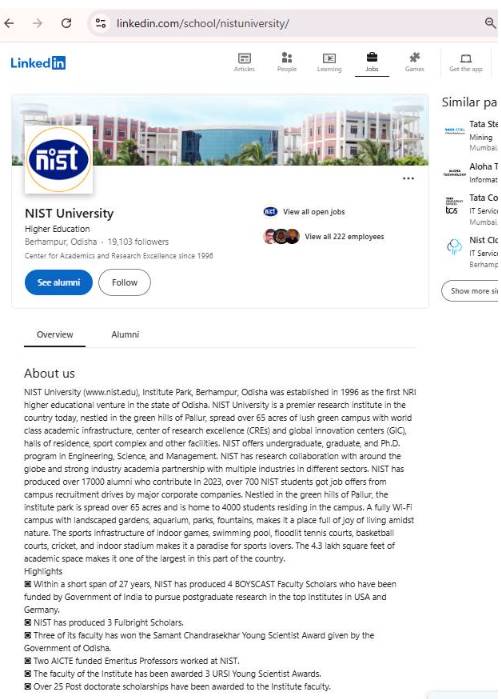 linkedin.com/school/nistuniversity/
Linked in
Articles
People
Learning
Jobs
Games
Get the app
nist
NIST University
Higher Education
Berhampur, Odisha · 19,103 followers
Center for Academics and Research Excellence since 1996
View all open jobs
View all 222 employees
See alumni
Follow
Similar pa
Tata Ste
Mining
Mumbai,
Aloha T
Informat
Tata Co
IT Service
Mumbai,
tcs
Nist Clo
IT Service
Berhamp
Show more si
Overview
Alumni
About us
NIST University (www.nist.edu), Institute Park, Berhampur, Odisha was established in 1996 as the first NRI
higher educational venture in the state of Odisha. NIST University is a premier research institute in the
country today, nestled in the green hills of Pallur, spread over 65 acres of lush green campus with world
class academic infrastructure, center of research excellence (CREs) and global innovation centers (GIC),
halls of residence, sport complex and other facilities. NIST offers undergraduate, graduate, and Ph.D.
program in Engineering, Science, and Management. NIST has research collaboration with around the
globe and strong industry academia partnership with multiple industries in different sectors. NIST has
produced over 17000 alumni who contribute in 2023, over 700 NIST students got job offers from
campus recruitment drives by major corporate companies. Nestled in the green hills of Pallur, the
institute park is spread over 65 acres and is home to 4000 students residing in the campus. A fully Wi-Fi
campus with landscaped gardens, aquarium, parks, fountains, makes it a place full of joy of living amidst
nature. The sports infrastructure of indoor games, swimming pool, floodlit tennis courts, basketball
courts, cricket, and indoor stadium makes it a paradise for sports lovers. The 4.3 lakh square feet of
academic space makes it one of the largest in this part of the country.
Highlights
▣ Within a short span of 27 years, NIST has produced 4 BOYSCAST Faculty Scholars who have been
funded by Government of India to pursue postgraduate research in the top institutes in USA and
Germany.
▣ NIST has produced 3 Fulbright Scholars.
▣ Three of its faculty has won the Samant Chandrasekhar Young Scientist Award given by the
Government of Odisha.
▣ Two AICTE funded Emeritus Professors worked at NIST.
▣ The faculty of the Institute has been awarded 3 URSI Young Scientist Awards.
▣ Over 25 Post doctorate scholarships have been awarded to the Institute faculty.